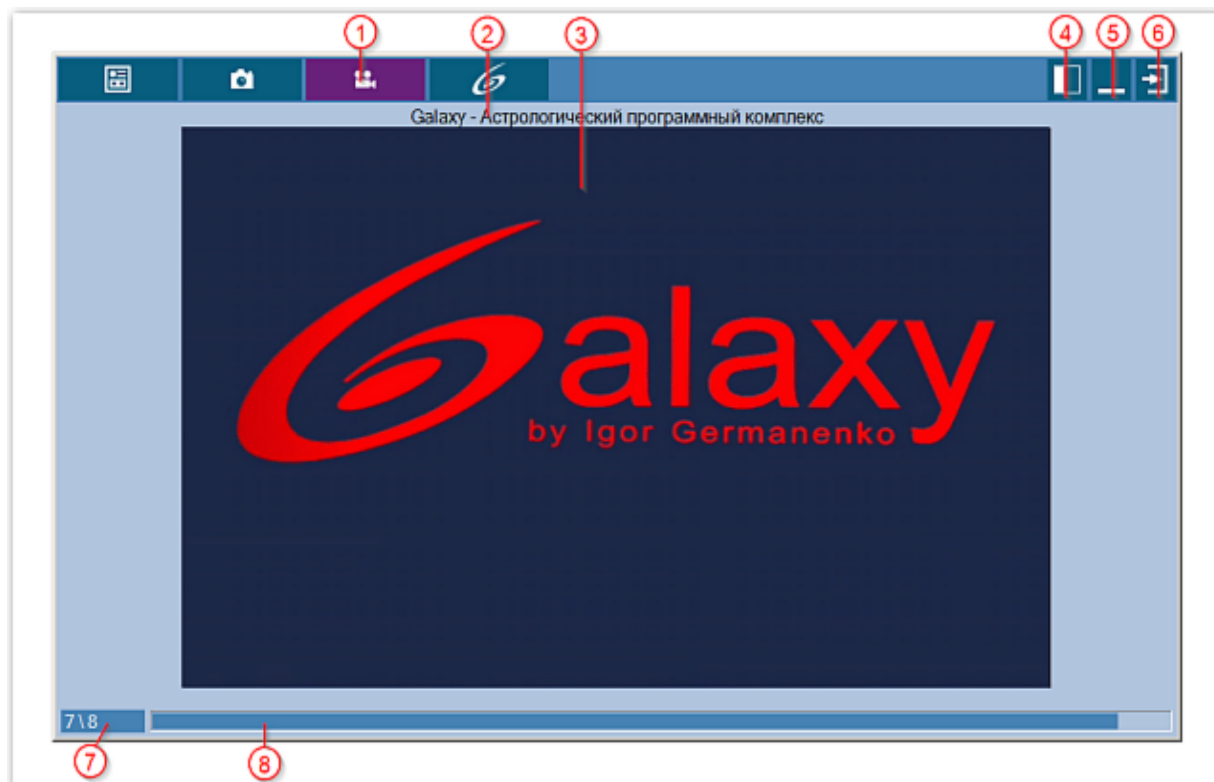 1 2 3 4 5 6
Galaxy - Астрологический программный комплекс
Galaxy
by Igor Germanenko
7\8
7 8